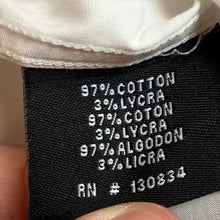 97% COTTON
3% LYCRA
97% COTON
3% LYCRA
97% ALGODON
3% LICRA
RN # 130834